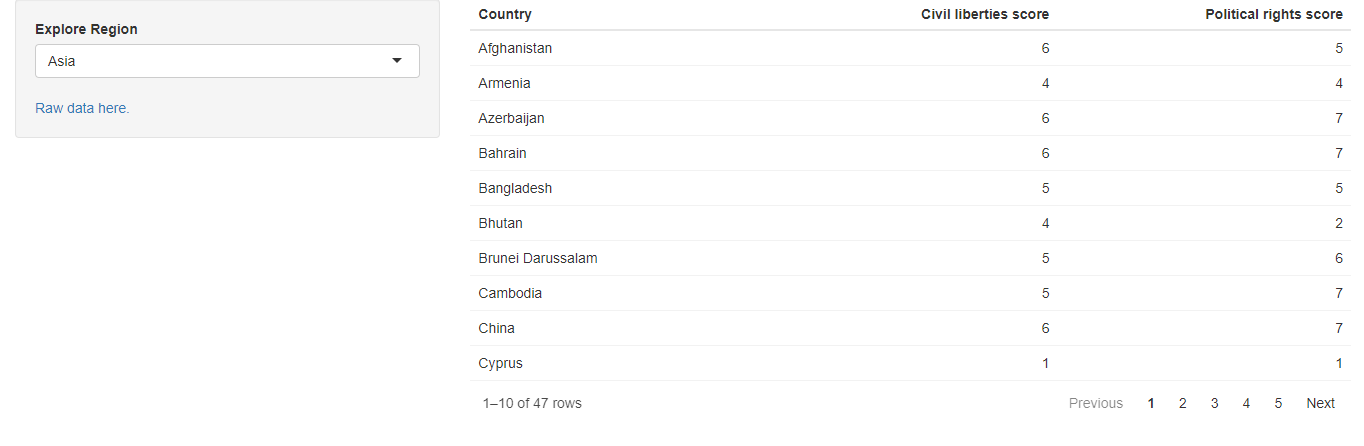 Explore Region
Asia
Raw data here.
Country Civil liberties score Political rights score
Afghanistan 6 5
Armenia 4 4
Azerbaijan 6 7
Bahrain 6 7
Bangladesh 5 5
Bhutan 4 2
Brunei Darussalam 5 6
Cambodia 5 7
China 6 7
Cyprus 1 1
1–10 of 47 rows Previous 1 2 3 4 5 Next